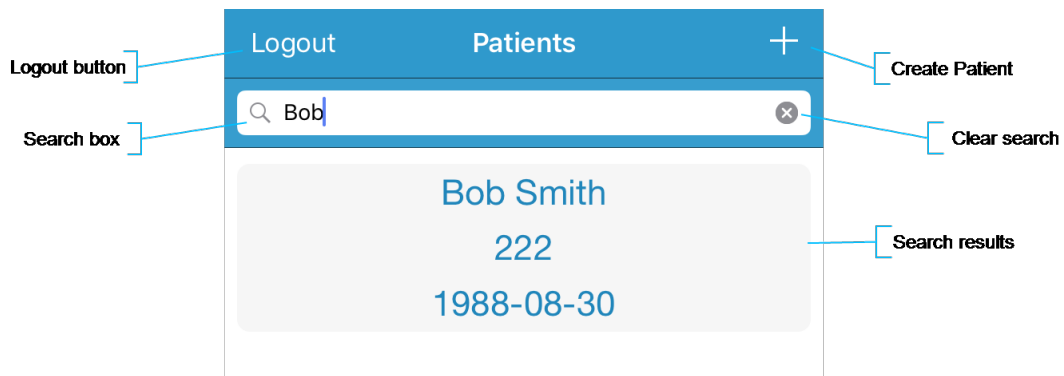 Logout Patients
Logout button
Create Patient
Bob
Search box
Clear search
Bob Smith
222
Search results
1988-08-30